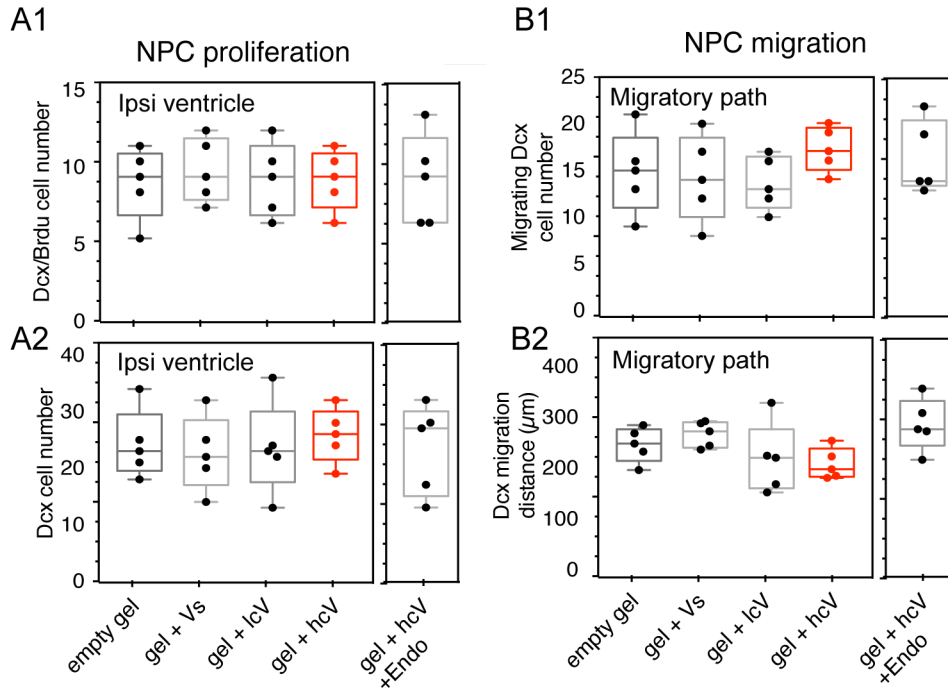 A1
NPC proliferation
Ipsi ventricle
Dcx/Brdu cell number
15
10
5
0
A2
Ipsi ventricle
Dcx cell number
40
30
20
10
0
empty gel
gel + Vs
gel + lcV
gel + hcV
gel + hcV
+Endo
B1
NPC migration
Migratory path
Migrating Dcx
cell number
25
20
15
10
5
0
B2
Migratory path
Dcx migration
distance (µm)
400
300
200
100
0
empty gel
gel + Vs
gel + lcV
gel + hcV
gel + hcV
+Endo